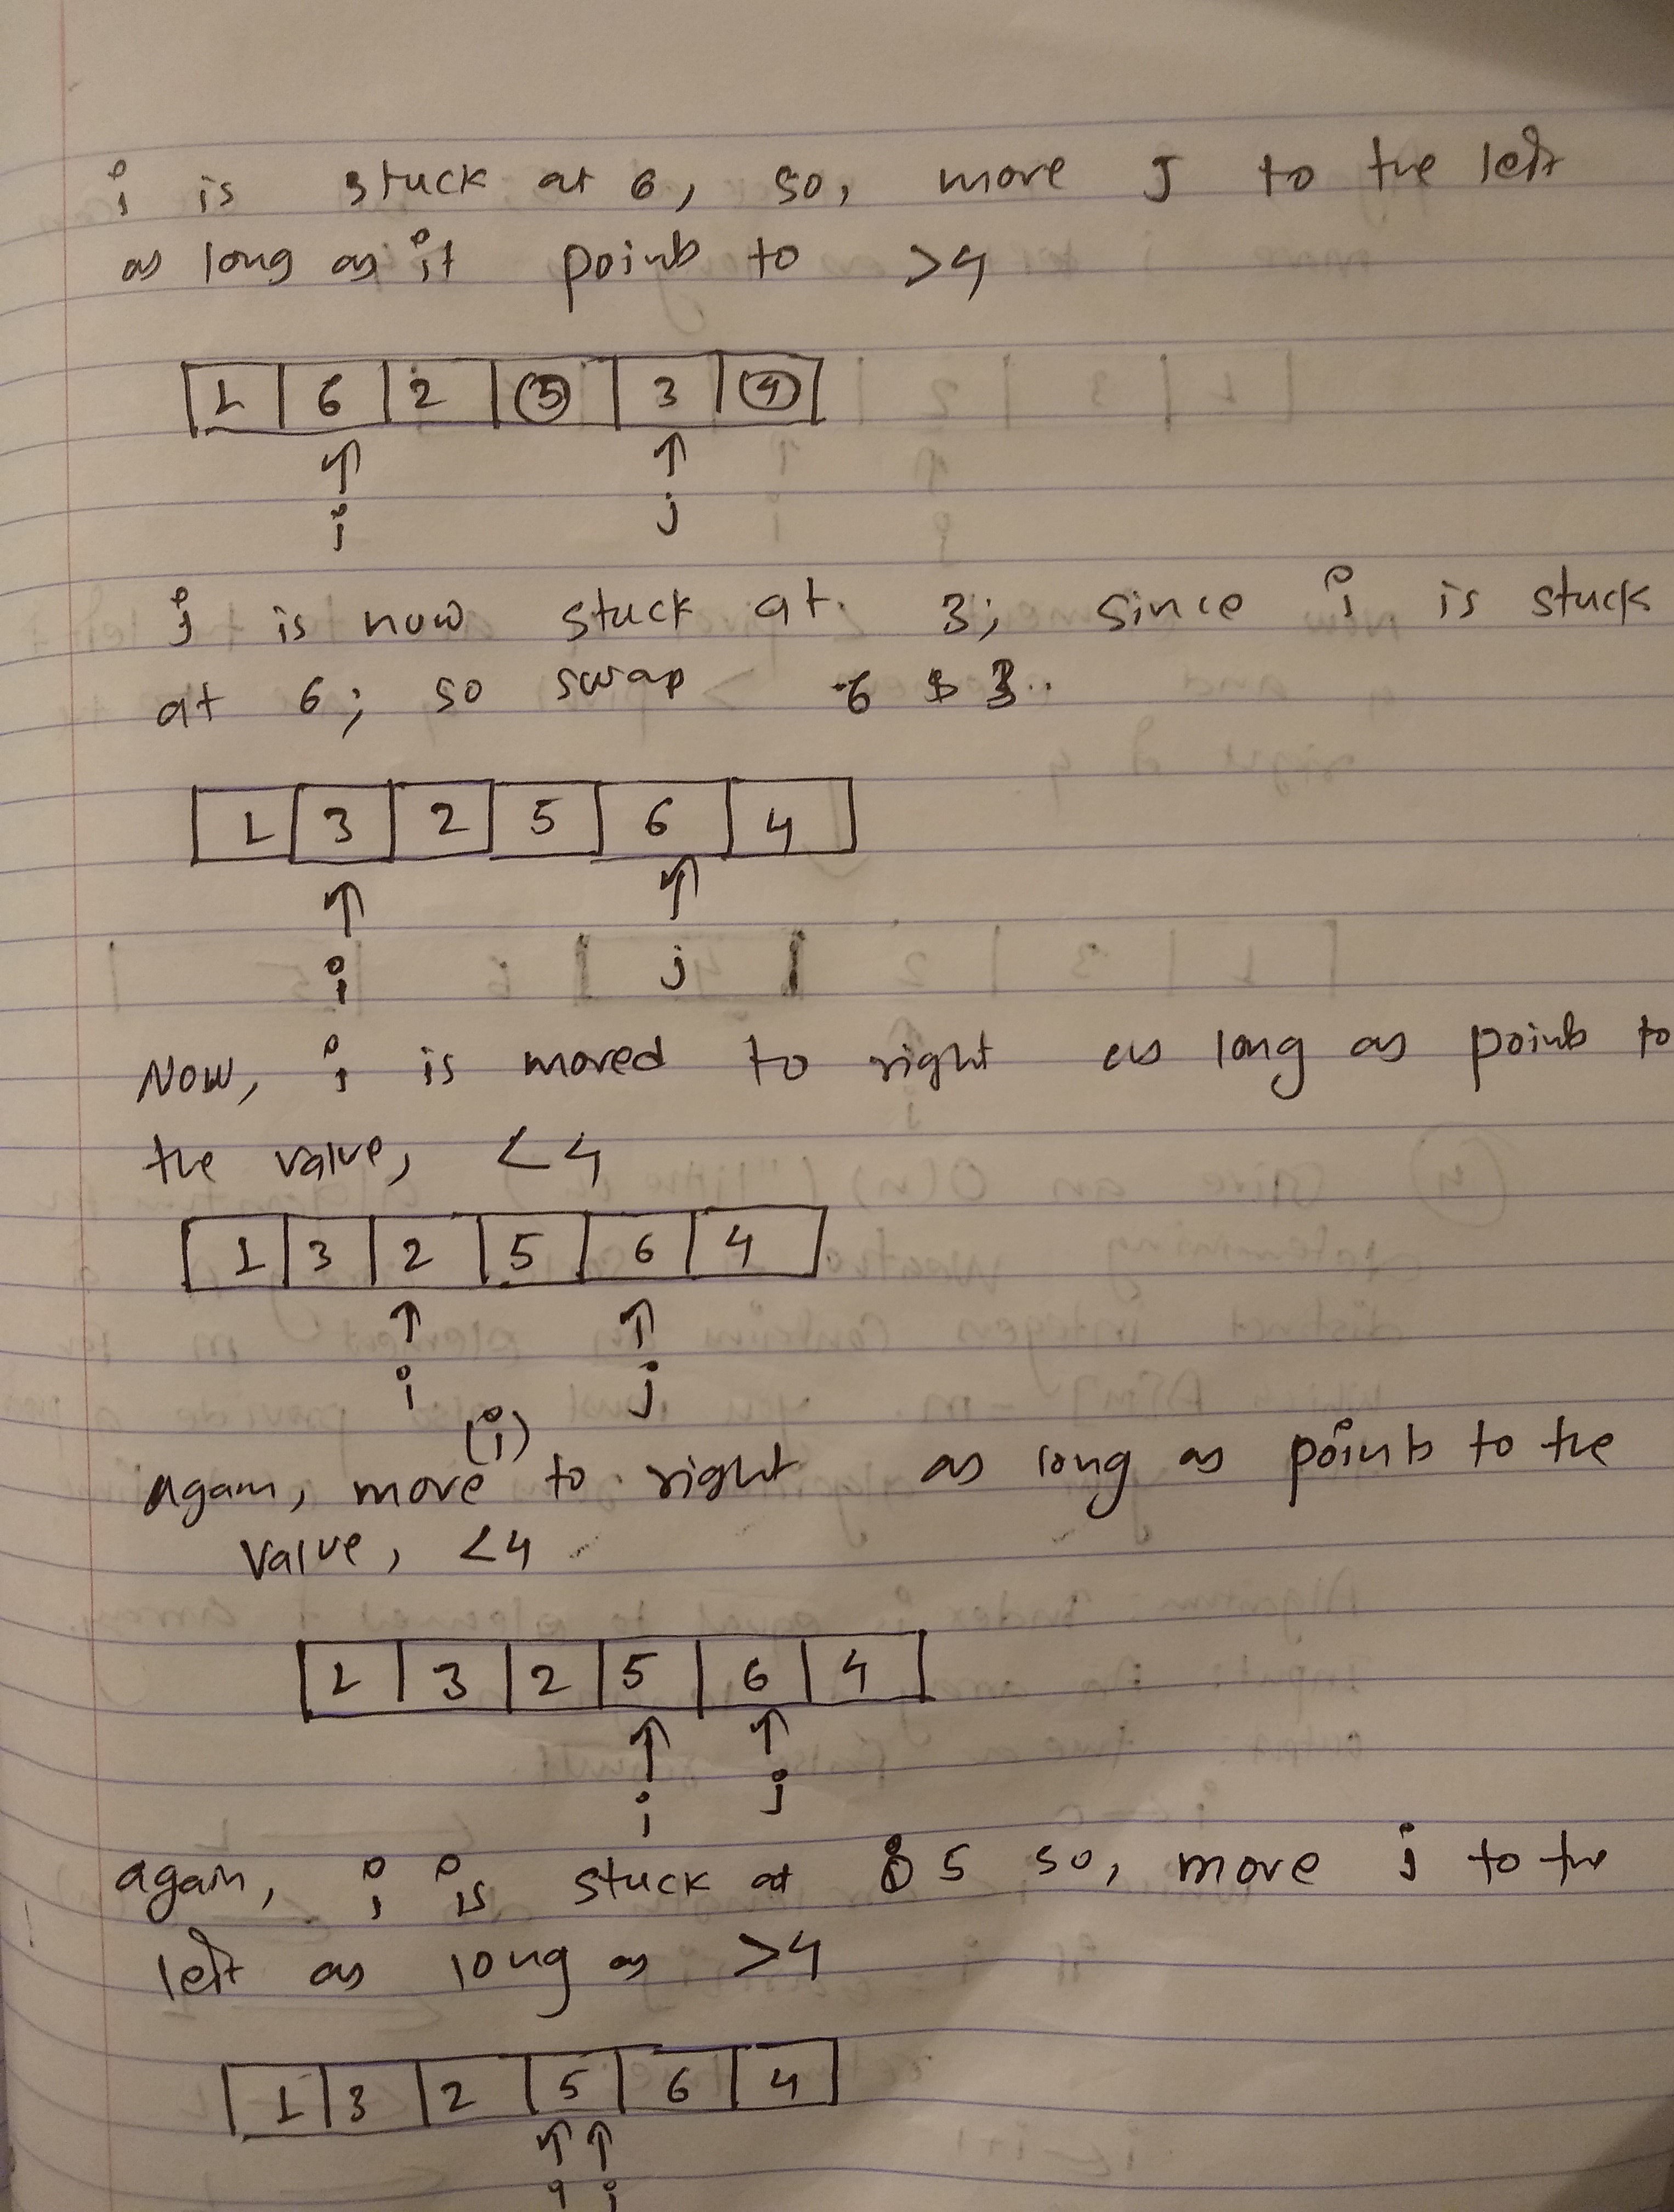 i is stuck at 6, so, move J to the left
as long as it points to >4
1 6 2 5 3 4
i j
j is now stuck at 3; since i is stuck
at 6; so swap 6 & 3.
1 3 2 5 6 4
i j
Now, i is moved to right as long as points to
the value, <4
1 3 2 5 6 4
i j
again, move (i) to right as long as points to the
value, <4
1 3 2 5 6 4
i j
again, i is stuck at 5 so, move j to the
left as long as >4
1 3 2 5 6 4
i j